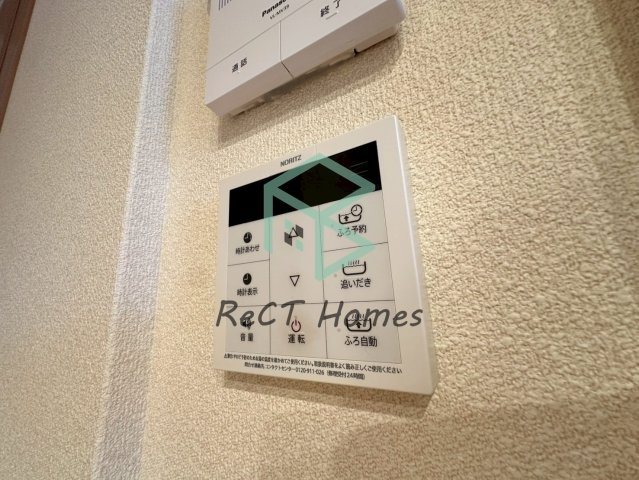 Panasonic
通話
終了
NORITZ
時計あわせ
ふろ予約
時計表示
追いだき
音量
運転
ふろ自動
ReCT Homes